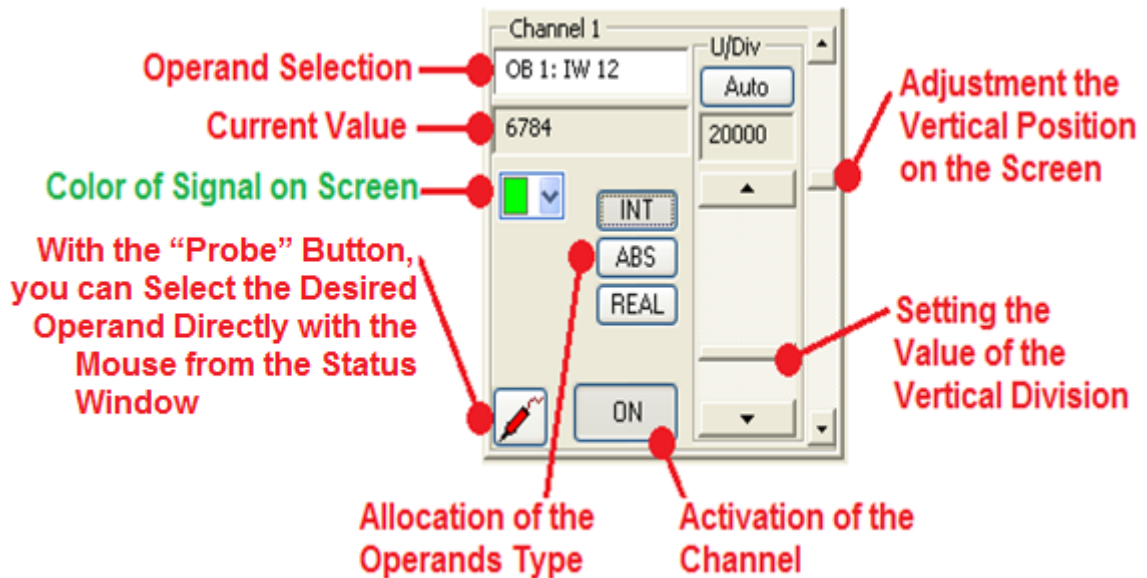 Channel 1
U/Div
Operand Selection
OB 1: IW 12
Auto
Adjustment the
Vertical Position
on the Screen
Current Value
6784
20000
Color of Signal on Screen
INT
ABS
REAL
With the “Probe” Button,
you can Select the Desired
Operand Directly with the
Mouse from the Status
Window
Setting the
Value of the
Vertical Division
ON
Allocation of the
Operands Type
Activation of the
Channel